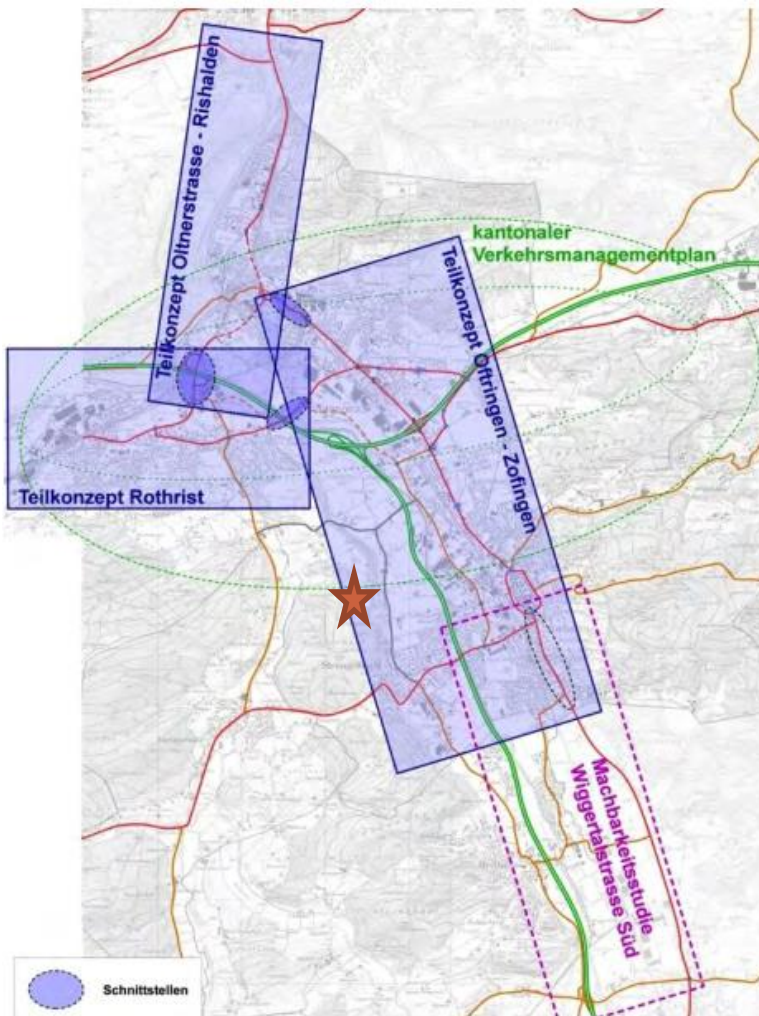 Teilkonzept Oltnerstrasse - Rishalden
kantonaler
Verkehrsmanagementplan
Teilkonzept Oftringen - Zofingen
Teilkonzept Rothrist
Machbarkeitsstudie
Wiggertalstrasse Süd
Schnittstellen